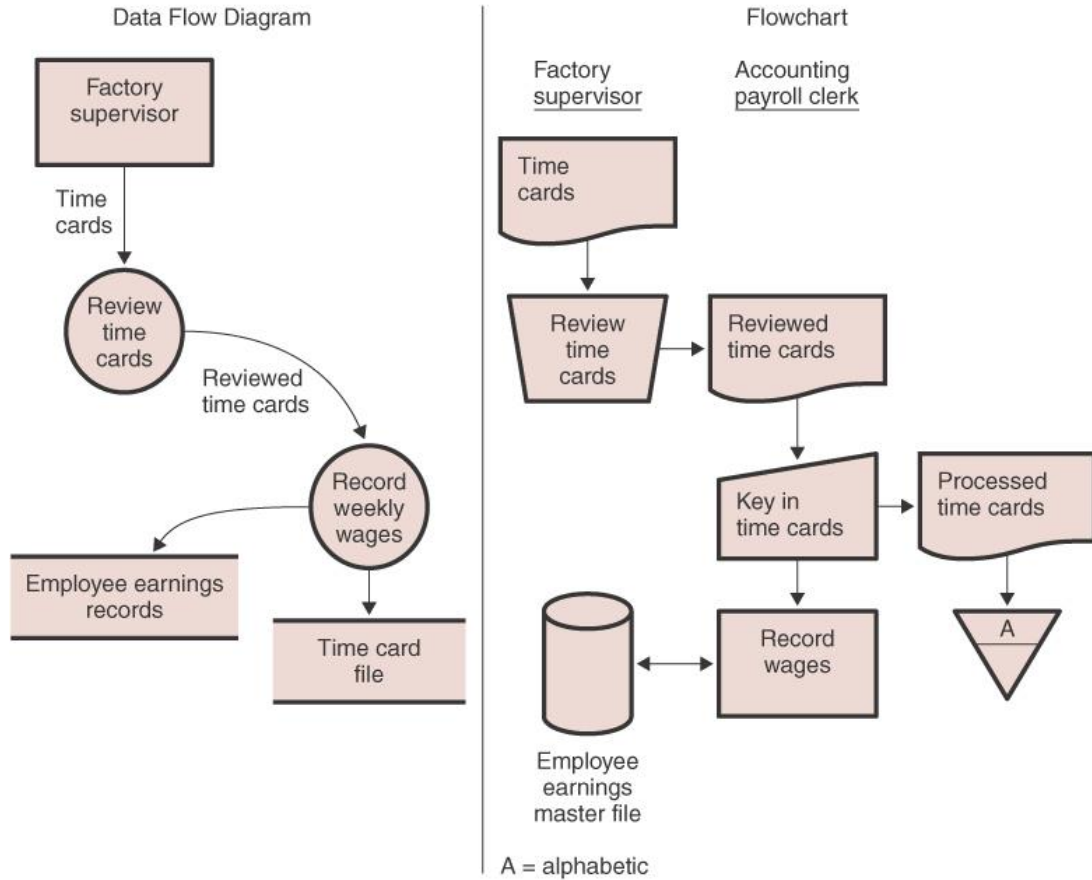 Data Flow Diagram
Factory
supervisor
Time
cards
Review
time
cards
Reviewed
time cards
Record
weekly
wages
Employee earnings
records
Time card
file
Flowchart
Factory
supervisor
Accounting
payroll clerk
Time
cards
Review
time
cards
Reviewed
time cards
Key in
time cards
Processed
time cards
A
Record
wages
Employee
earnings
master file
A = alphabetic